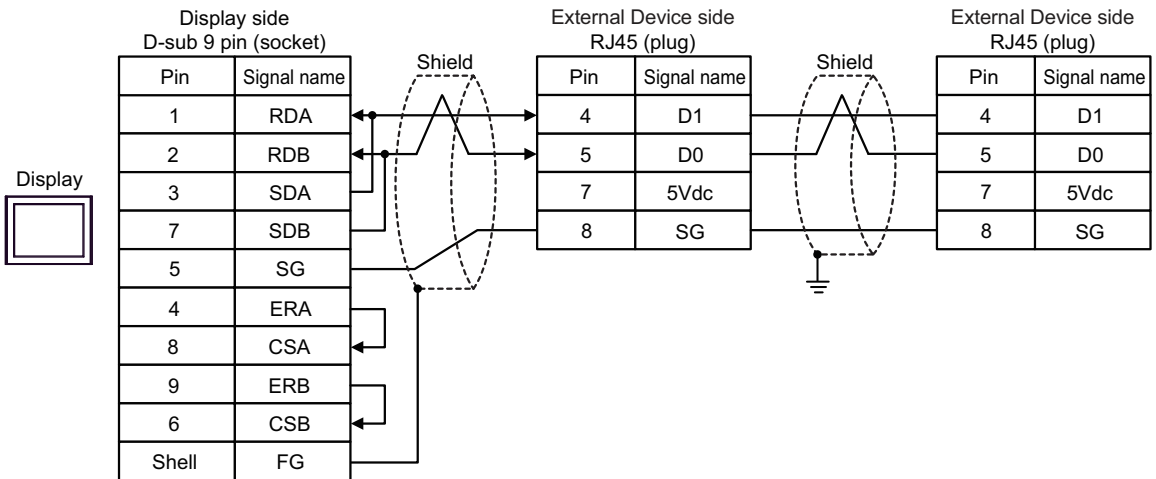 Display side
D-sub 9 pin (socket)
External Device side
RJ45 (plug)
External Device side
RJ45 (plug)
Shield
Shield
Pin Signal name
1 RDA
2 RDB
3 SDA
7 SDB
5 SG
4 ERA
8 CSA
9 ERB
6 CSB
Shell FG
Pin Signal name
4 D1
5 D0
7 5Vdc
8 SG
Pin Signal name
4 D1
5 D0
7 5Vdc
8 SG
Display